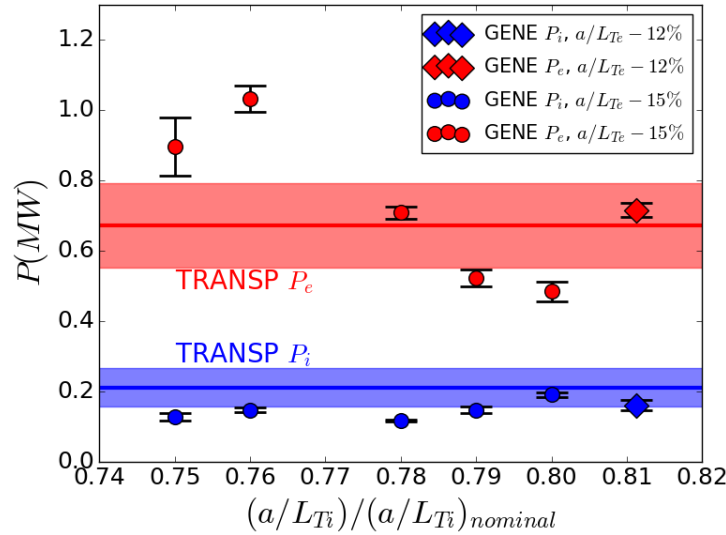 GENE P_i, a/L_{Te} − 12%
GENE P_e, a/L_{Te} − 12%
GENE P_i, a/L_{Te} − 15%
GENE P_e, a/L_{Te} − 15%
1.2
1.0
0.8
0.6
0.4
0.2
0.0
P(MW)
TRANSP P_e
TRANSP P_i
0.74 0.75 0.76 0.77 0.78 0.79 0.80 0.81 0.82
(a/L_{Ti})/(a/L_{Ti})_{nominal}